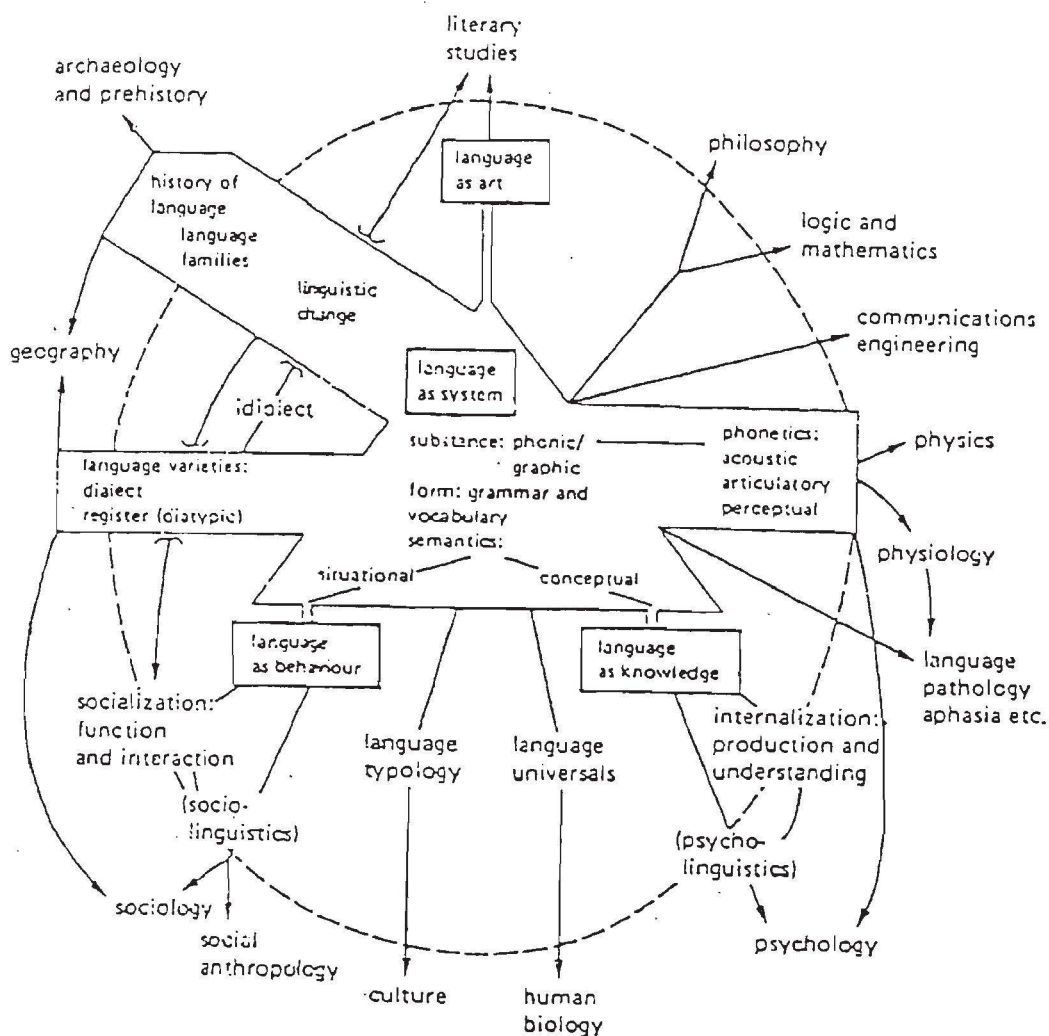 literary
studies
archaeology
and prehistory
language
as art
philosophy
history of
language
language
families
logic and
mathematics
linguistic
change
communications
engineering
geography
language
as system
idialect
substance: phonic/
graphic
phonetics:
acoustic
articulatory
perceptual
physics
language varieties:
dialect
register (diatypic)
form: grammar and
vocabulary
semantics:
physiology
situational
conceptual
language
as behaviour
language
as knowledge
language
pathology
aphasia etc.
socialization:
function
and interaction
language
typology
language
universals
internalization:
production and
understanding
(socio-
linguistics)
(psycho-
linguistics)
sociology
social
anthropology
psychology
culture
human
biology